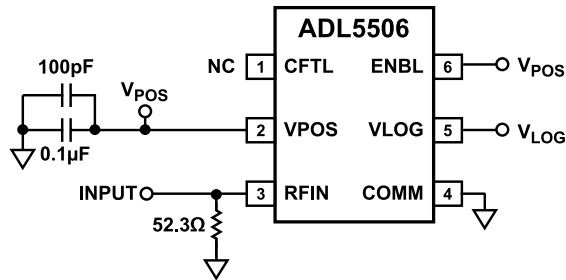 ADL5506
NC 1 CFTL ENBL 6 VPOS
100pF
VPOS
0.1µF
2 VPOS VLOG 5 VLOG
INPUT 3 RFIN COMM 4
52.3Ω